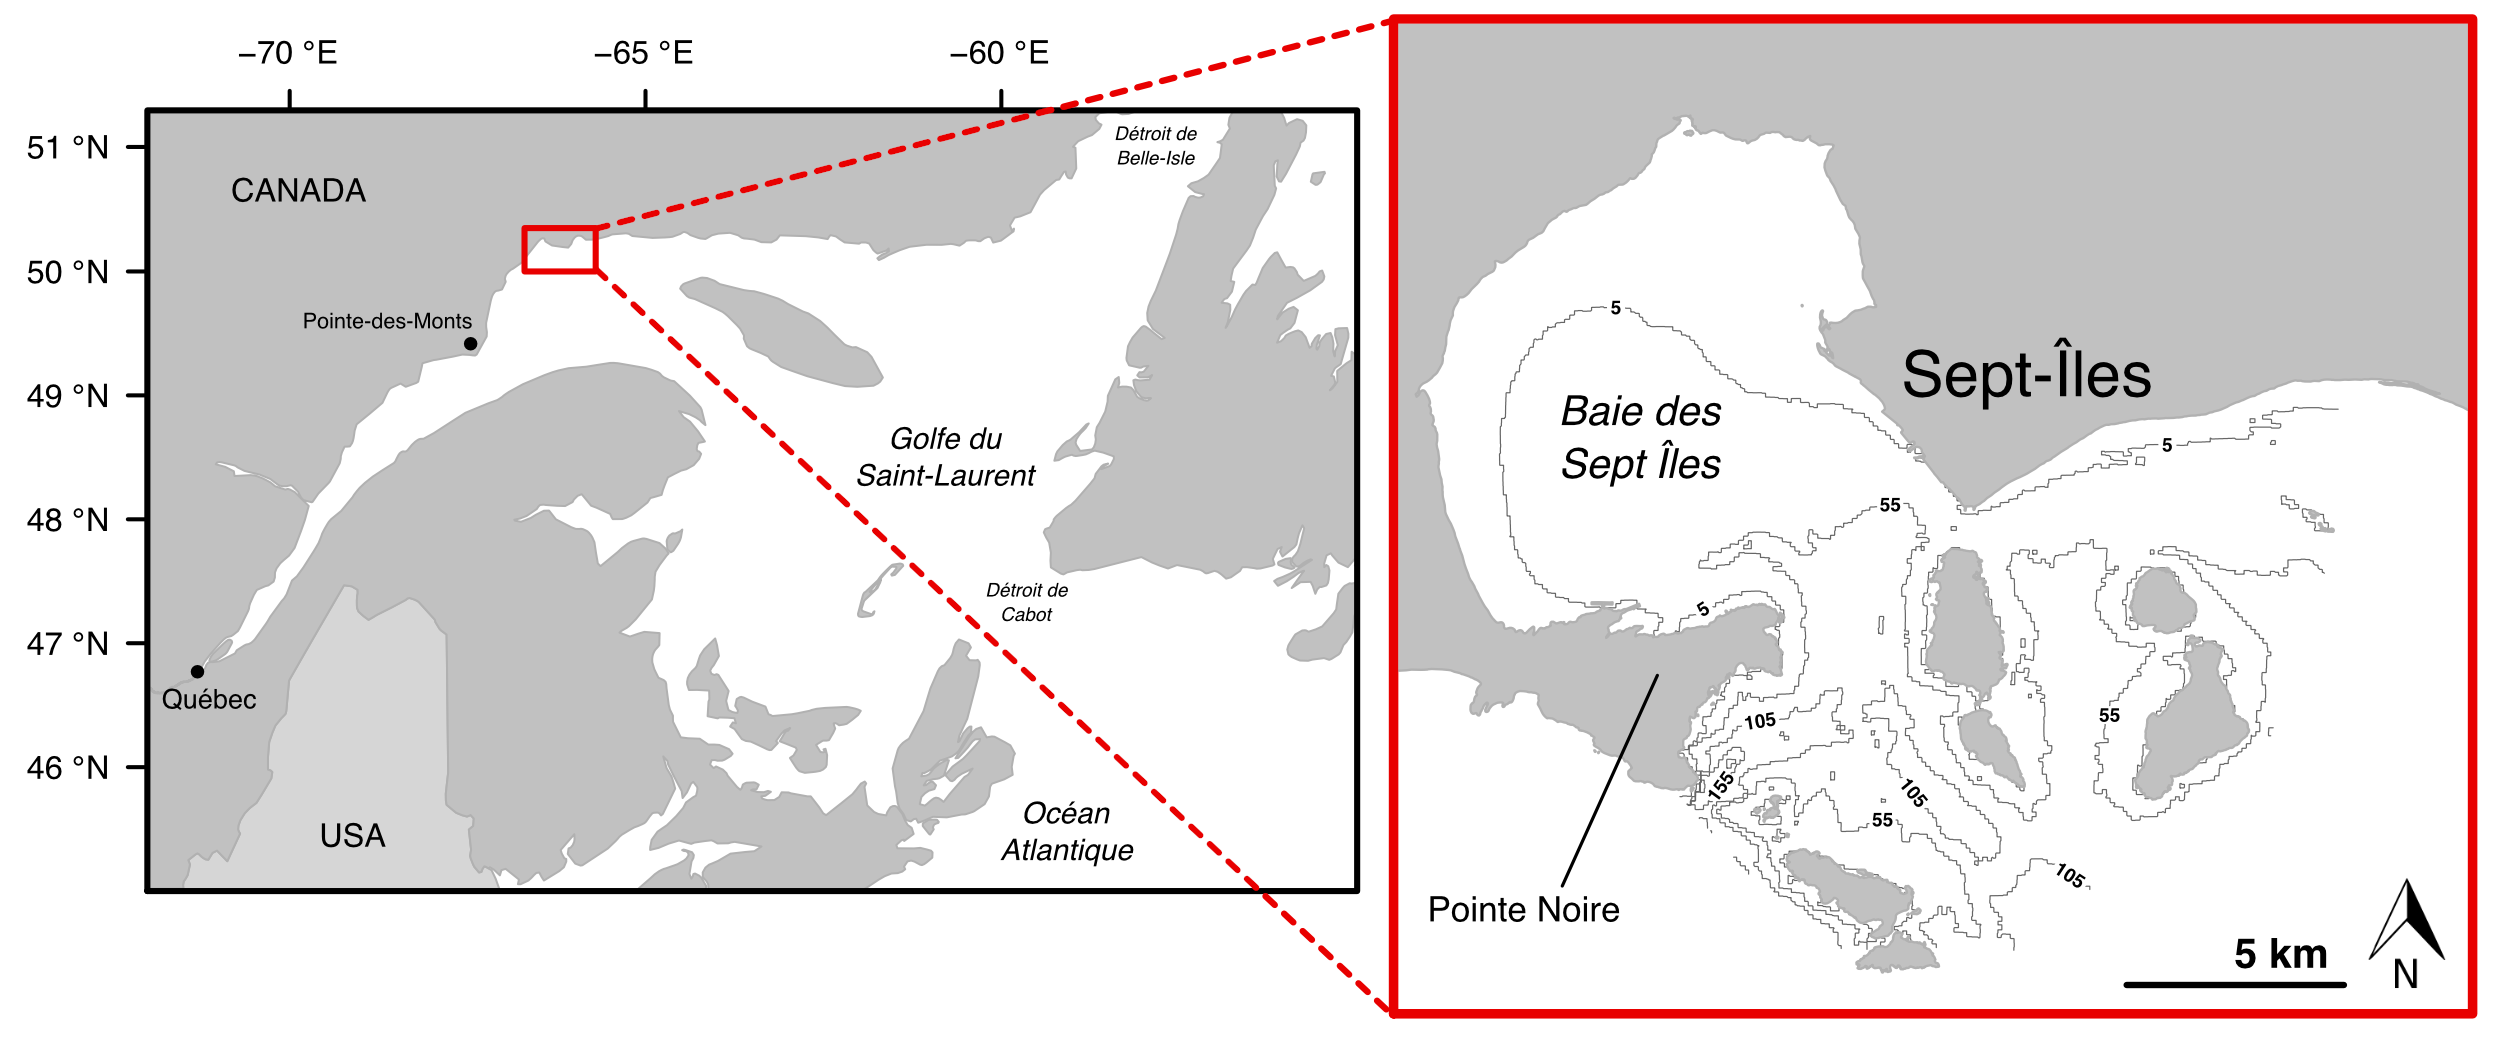 −70 °E
−65 °E
−60 °E
51 °N
50 °N
49 °N
48 °N
47 °N
46 °N
CANADA
Détroit de
Belle-Isle
Pointe-des-Monts
Golfe du
Saint-Laurent
Détroit de
Cabot
Québec
USA
Océan
Atlantique
5
Sept-Îles
Baie des
Sept Îles
5
55
5
55
105
155
105
55
105
Pointe Noire
5 km
N